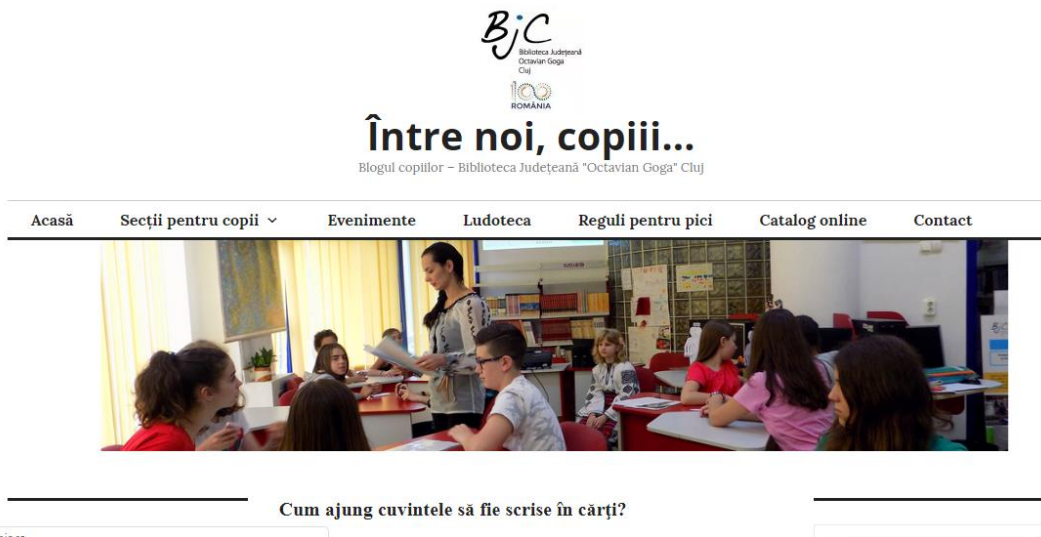 BjC
Biblioteca Județeană
Octavian Goga
Cluj
100
ROMÂNIA
Între noi, copiii...
Blogul copiilor – Biblioteca Județeană "Octavian Goga" Cluj
Acasă Secții pentru copii Evenimente Ludoteca Reguli pentru pici Catalog online Contact
Cum ajung cuvintele să fie scrise în cărţi?